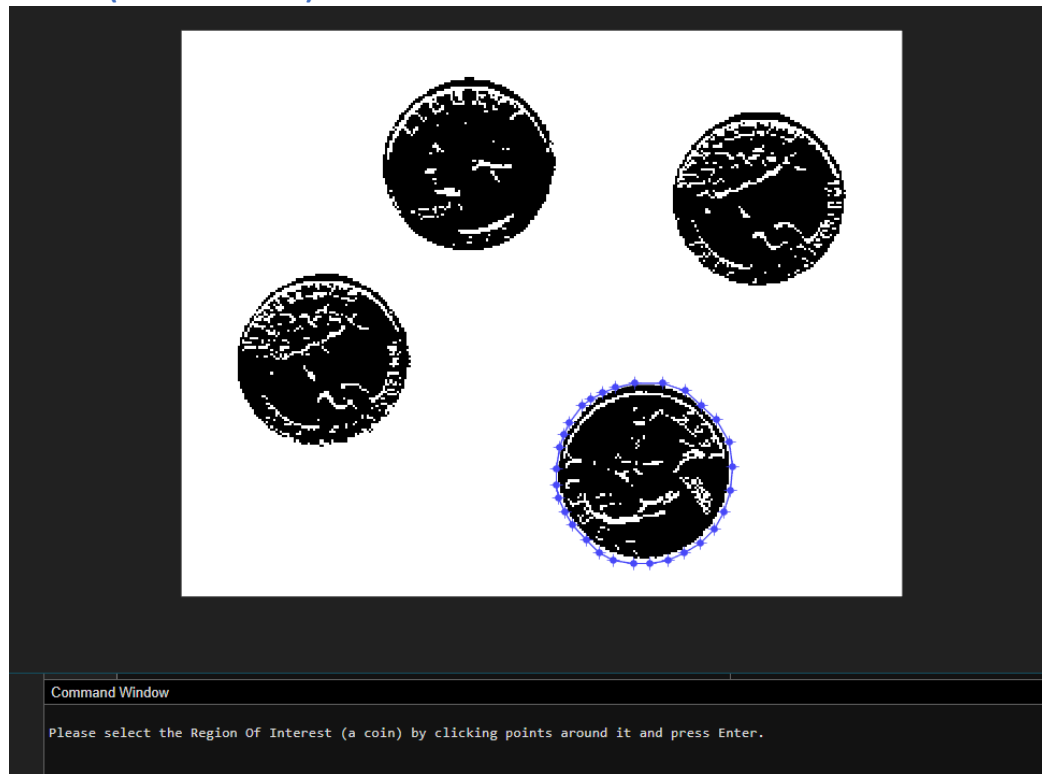 Command Window
Please select the Region Of Interest (a coin) by clicking points around it and press Enter.